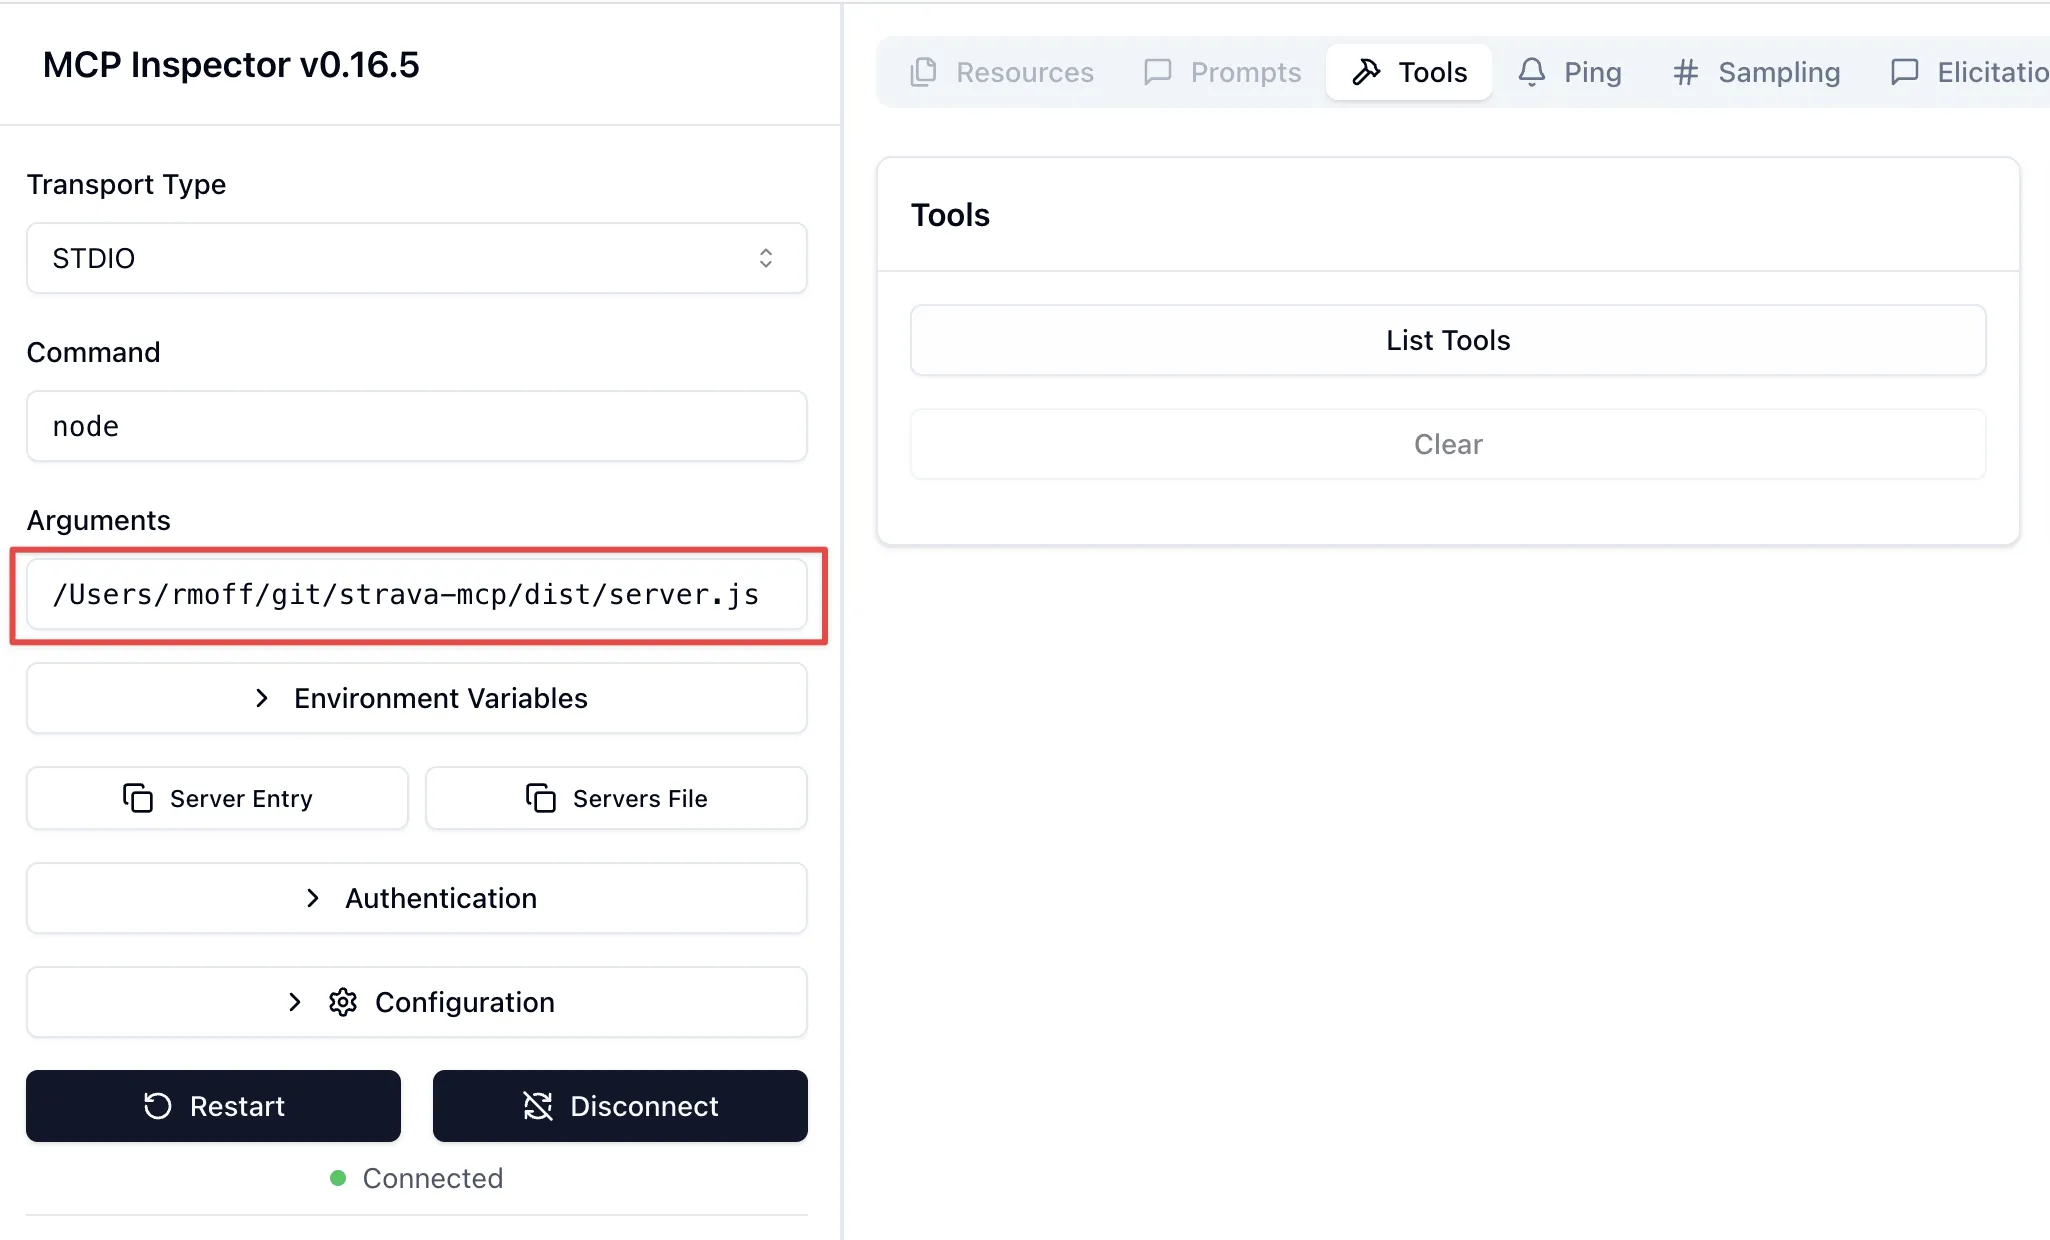 MCP Inspector v0.16.5
Transport Type
STDIO
Command
node
Arguments
/Users/rmoff/git/strava-mcp/dist/server.js
Environment Variables
Server Entry
Servers File
Authentication
Configuration
Restart
Disconnect
Connected
Resources
Prompts
Tools
Ping
Sampling
Elicitatio
Tools
List Tools
Clear